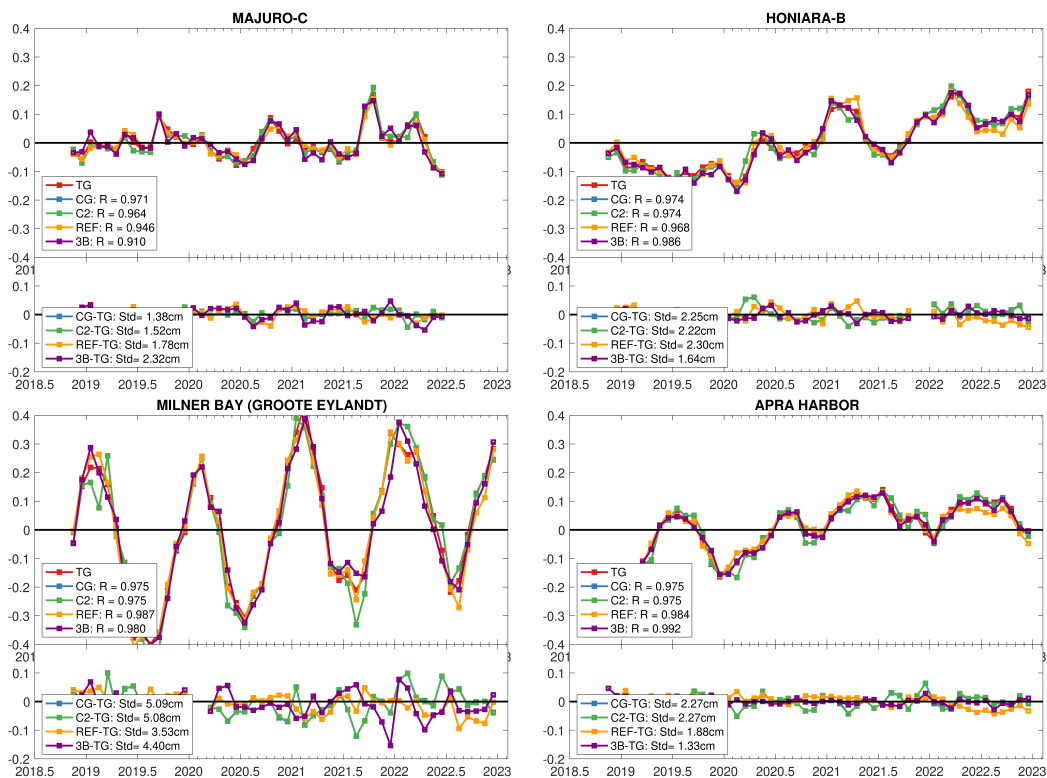 MAJURO-C
0.4
0.3
0.2
0.1
0
-0.1
-0.2
-0.3
-0.4
TG
CG: R = 0.971
C2: R = 0.964
REF: R = 0.946
3B: R = 0.910
201
3
0.1
0
-0.1
-0.2
CG-TG: Std= 1.38cm
C2-TG: Std= 1.52cm
REF-TG: Std= 1.78cm
3B-TG: Std= 2.32cm
2018.5 2019 2019.5 2020 2020.5 2021 2021.5 2022 2022.5 2023
HONIARA-B
0.4
0.3
0.2
0.1
0
-0.1
-0.2
-0.3
-0.4
TG
CG: R = 0.974
C2: R = 0.974
REF: R = 0.968
3B: R = 0.986
201
3
0.1
0
-0.1
-0.2
CG-TG: Std= 2.25cm
C2-TG: Std= 2.22cm
REF-TG: Std= 2.30cm
3B-TG: Std= 1.64cm
2018.5 2019 2019.5 2020 2020.5 2021 2021.5 2022 2022.5 2023
MILNER BAY (GROOTE EYLANDT)
0.4
0.3
0.2
0.1
0
-0.1
-0.2
-0.3
-0.4
TG
CG: R = 0.975
C2: R = 0.975
REF: R = 0.987
3B: R = 0.980
201
3
0.1
0
-0.1
-0.2
CG-TG: Std= 5.09cm
C2-TG: Std= 5.08cm
REF-TG: Std= 3.53cm
3B-TG: Std= 4.40cm
2018.5 2019 2019.5 2020 2020.5 2021 2021.5 2022 2022.5 2023
APRA HARBOR
0.4
0.3
0.2
0.1
0
-0.1
-0.2
-0.3
-0.4
TG
CG: R = 0.975
C2: R = 0.975
REF: R = 0.984
3B: R = 0.992
201
3
0.1
0
-0.1
-0.2
CG-TG: Std= 2.27cm
C2-TG: Std= 2.27cm
REF-TG: Std= 1.88cm
3B-TG: Std= 1.33cm
2018.5 2019 2019.5 2020 2020.5 2021 2021.5 2022 2022.5 2023